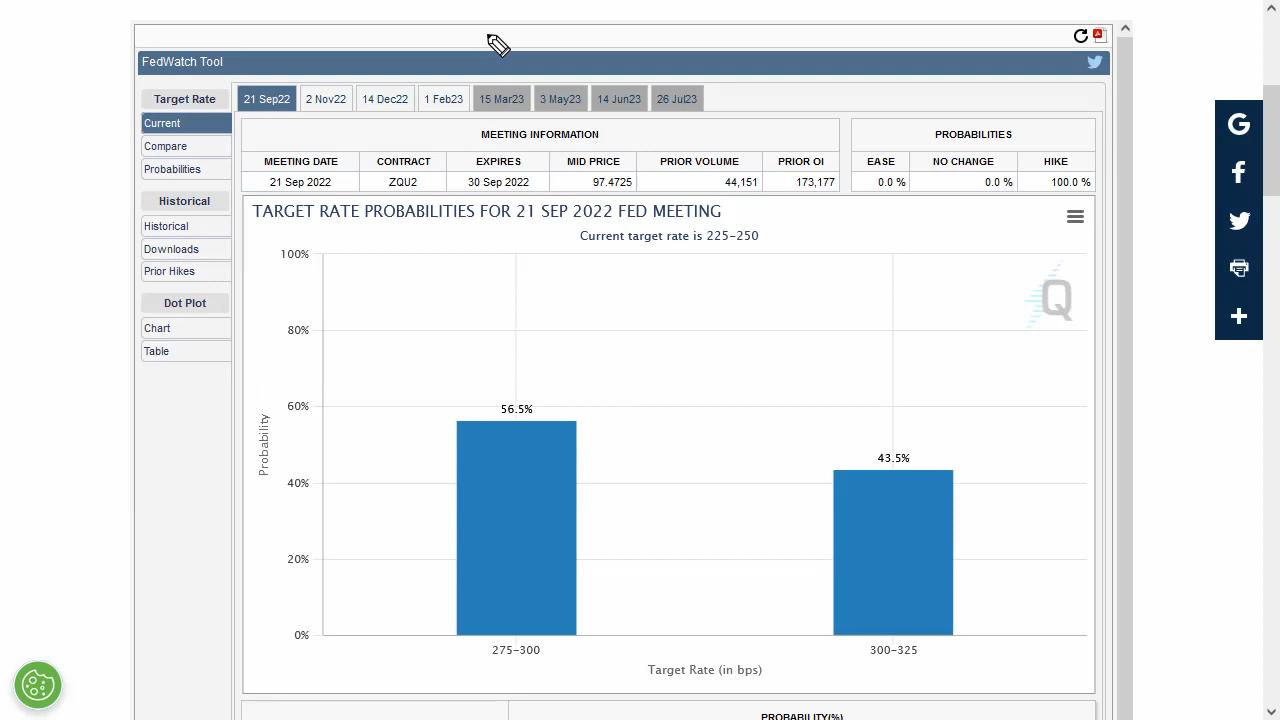 FedWatch Tool
Target Rate
Current
Compare
Probabilities
Historical
Historical
Downloads
Prior Hikes
Dot Plot
Chart
Table
21 Sep22 2 Nov22 14 Dec22 1 Feb23 15 Mar23 3 May23 14 Jun23 26 Jul23
MEETING INFORMATION
MEETING DATE CONTRACT EXPIRES MID PRICE PRIOR VOLUME PRIOR OI
21 Sep 2022 ZQU2 30 Sep 2022 97.4725 44,151 173,177
PROBABILITIES
EASE NO CHANGE HIKE
0.0 % 0.0 % 100.0 %
TARGET RATE PROBABILITIES FOR 21 SEP 2022 FED MEETING
Current target rate is 225-250
Probability
100%
80%
60%
40%
20%
0%
56.5%
43.5%
275-300 300-325
Target Rate (in bps)
Q
PROBABILITY(%)
G
f